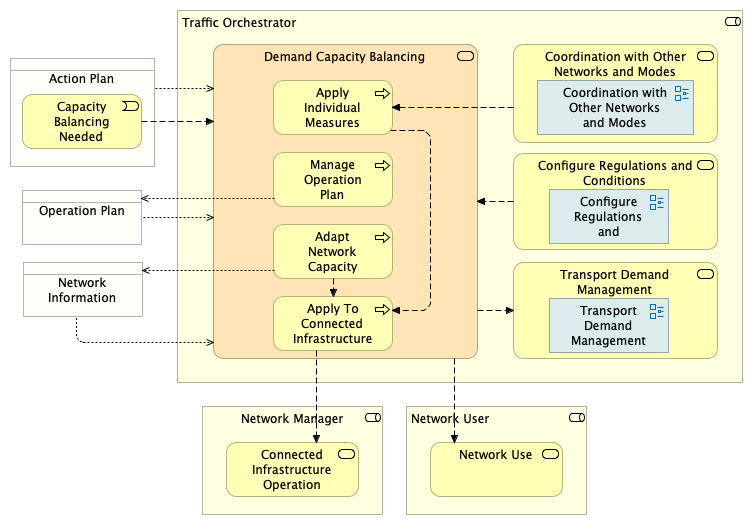 Traffic Orchestrator
Action Plan
Capacity
Balancing
Needed
Operation Plan
Network
Information
Demand Capacity Balancing
Apply
Individual
Measures
Manage
Operation
Plan
Adapt
Network
Capacity
Apply To
Connected
Infrastructure
Coordination with Other
Networks and Modes
Coordination with
Other Networks
and Modes
Configure Regulations and
Conditions
Configure
Regulations
and
Transport Demand
Management
Transport
Demand
Management
Network Manager
Connected
Infrastructure
Operation
Network User
Network Use